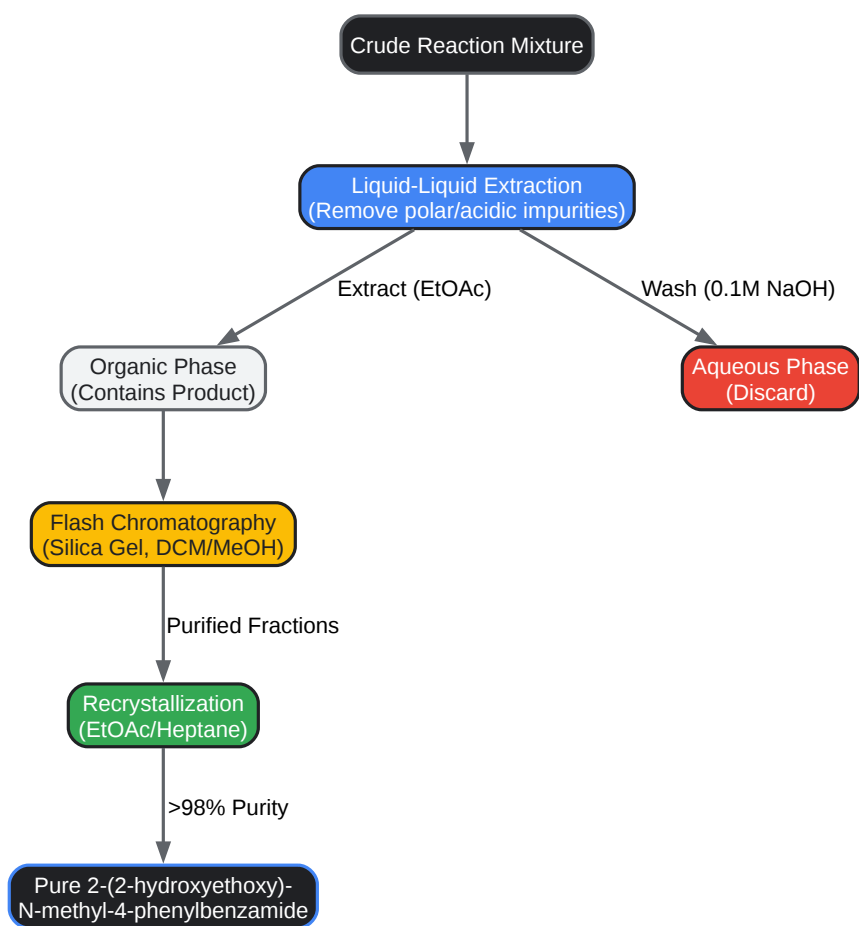 Crude Reaction Mixture
Liquid-Liquid Extraction
(Remove polar/acidic impurities)
Extract (EtOAc)
Wash (0.1M NaOH)
Organic Phase
(Contains Product)
Aqueous Phase
(Discard)
Flash Chromatography
(Silica Gel, DCM/MeOH)
Purified Fractions
Recrystallization
(EtOAc/Heptane)
>98% Purity
Pure 2-(2-hydroxyethoxy)-
N-methyl-4-phenylbenzamide